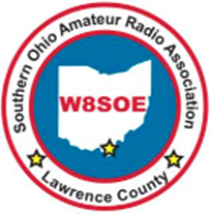 Southern Ohio Amateur Radio Association
W8SOE
Lawrence County